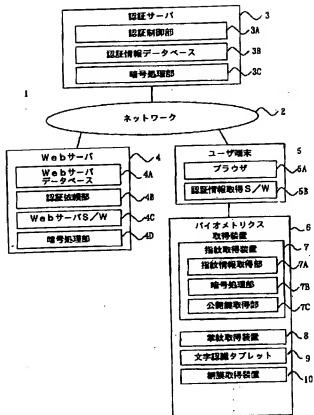 認証サーバ
3
認証制御部
3A
認証情報データベース
3B
暗号処理部
3C
1
ネットワーク
2
Webサーバ
4
Webサーバ
データベース
4A
認証依頼部
4B
WebサーバS/W
4C
暗号処理部
4D
ユーザ端末
5
ブラウザ
5A
認証情報取得S/W
5B
バイオメトリクス
取得装置
6
指紋取得装置
7
指紋情報取得部
7A
暗号処理部
7B
公開鍵取得部
7C
掌紋取得装置
8
文字認識タブレット
9
網膜取得装置
10